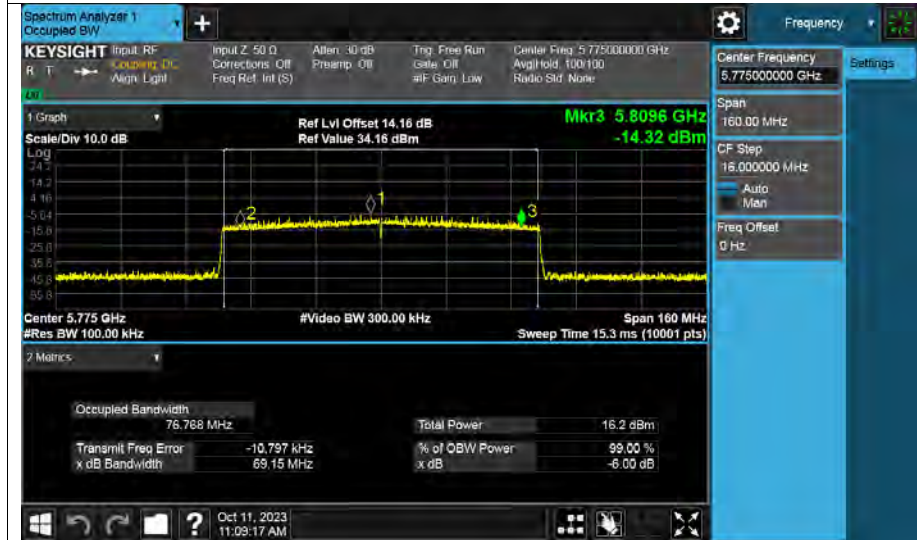 Spectrum Analyzer 1
Occupied BW
+
Frequency
KEYSIGHT Input: RF
R T Coupling: DC
Align: Light
Input Z: 50 Ω
Corrections: Off
Freq Ref: Int (S)
Atten: 30 dB
Preamp: Off
Trig: Free Run
Gate: Off
#IF Gain: Low
Center Freq: 5.775000000 GHz
Avg|Hold: 100/100
Radio Std: None
Center Frequency
5.775000000 GHz
Settings
Span
160.00 MHz
CF Step
16.000000 MHz
Auto
Man
Freq Offset
0 Hz
1 Graph
Scale/Div 10.0 dB
Ref Lvl Offset 14.16 dB
Ref Value 34.16 dBm
Mkr3 5.8096 GHz
-14.32 dBm
Log
24.2
14.2
4.16
-5.84
-15.8
-25.8
-35.8
-45.8
-55.8
2
1
3
Center 5.775 GHz
#Res BW 100.00 kHz
#Video BW 300.00 kHz
Span 160 MHz
Sweep Time 15.3 ms (10001 pts)
2 Metrics
Occupied Bandwidth
76.768 MHz
Total Power 16.2 dBm
Transmit Freq Error -10.797 kHz
% of OBW Power 99.00 %
x dB Bandwidth 69.15 MHz
x dB -6.00 dB
?
Oct 11, 2023
11:09:17 AM